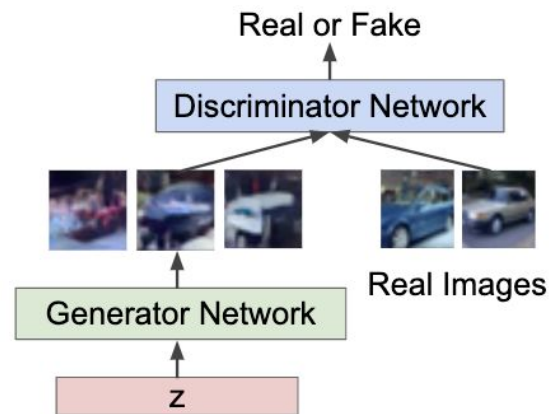 Real or Fake
Discriminator Network
Real Images
Generator Network
z